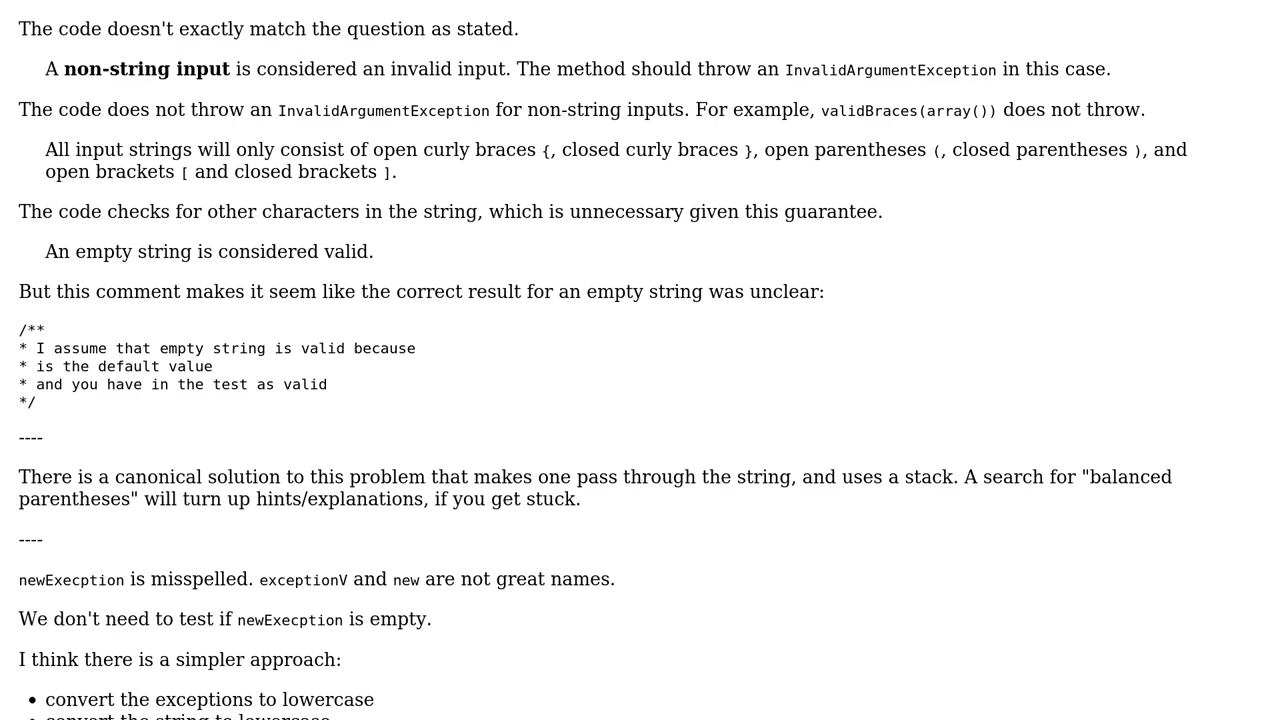 The code doesn't exactly match the question as stated.
A non-string input is considered an invalid input. The method should throw an InvalidArgumentException in this case.
The code does not throw an InvalidArgumentException for non-string inputs. For example, validBraces(array()) does not throw.
All input strings will only consist of open curly braces {, closed curly braces }, open parentheses (, closed parentheses ), and
open brackets [ and closed brackets ].
The code checks for other characters in the string, which is unnecessary given this guarantee.
An empty string is considered valid.
But this comment makes it seem like the correct result for an empty string was unclear:
/**
* I assume that empty string is valid because
* is the default value
* and you have in the test as valid
*/
----
There is a canonical solution to this problem that makes one pass through the string, and uses a stack. A search for "balanced
parentheses" will turn up hints/explanations, if you get stuck.
----
newExecption is misspelled. exceptionV and new are not great names.
We don't need to test if newExecption is empty.
I think there is a simpler approach:
• convert the exceptions to lowercase
• convert the string to lowercase